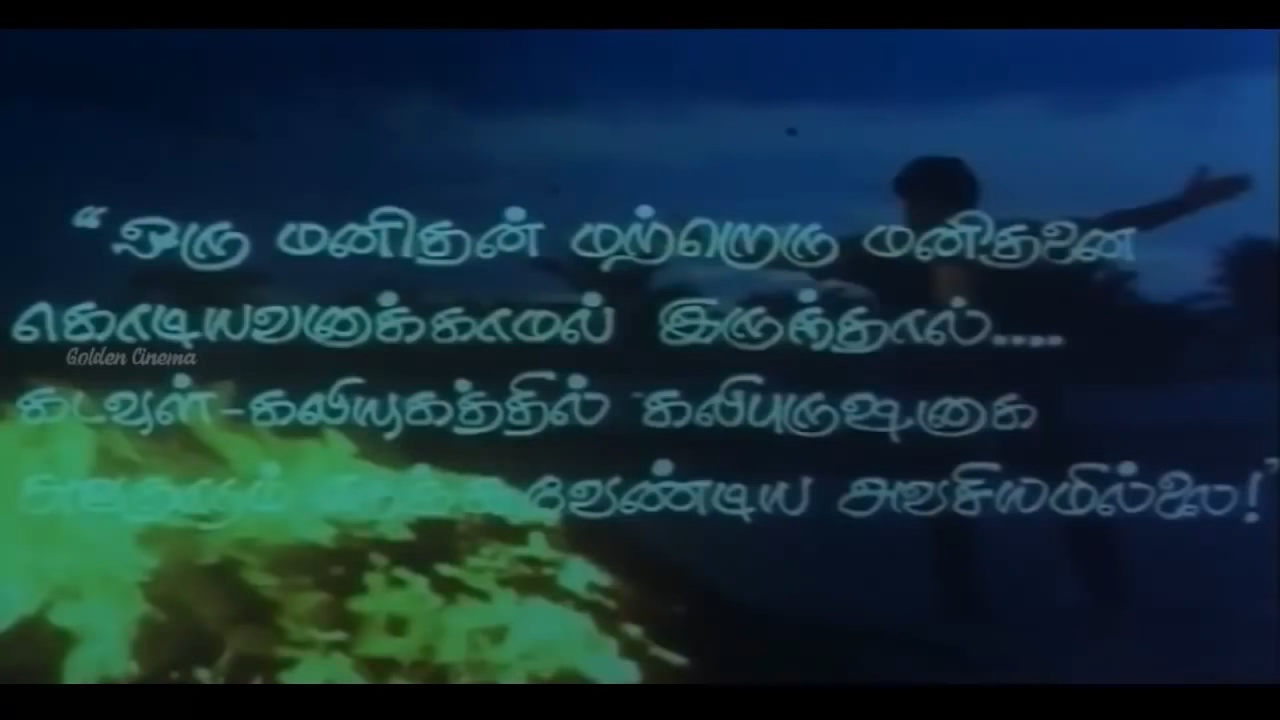 “ஒரு மனிதன் மற்றொரு மனிதனை
கொடியவனாக்காமல் இருந்தால்....
Golden Cinema
கடவுள்-கலியுகத்தில் கலிபுருஷனாக
வேண்டிய அவசியமில்லை!”